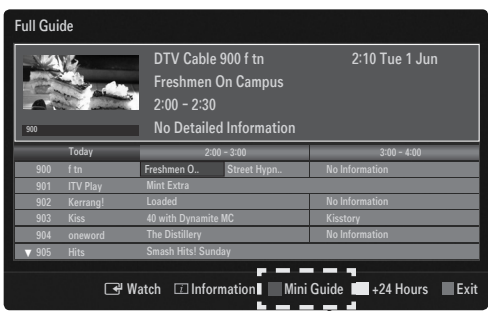 Full Guide
DTV Cable 900 f tn 2:10 Tue 1 Jun
Freshmen On Campus
2:00 - 2:30
No Detailed Information
900
Today 2:00 - 3:00 3:00 - 4:00
900 f tn Freshmen O.. Street Hypn.. No Information
901 ITV Play Mint Extra
902 Kerrang! Loaded No Information
903 Kiss 40 with Dynamite MC Kisstory
904 oneword The Distillery No Information
▼ 905 Hits Smash Hits! Sunday
Watch i Information Mini Guide +24 Hours Exit